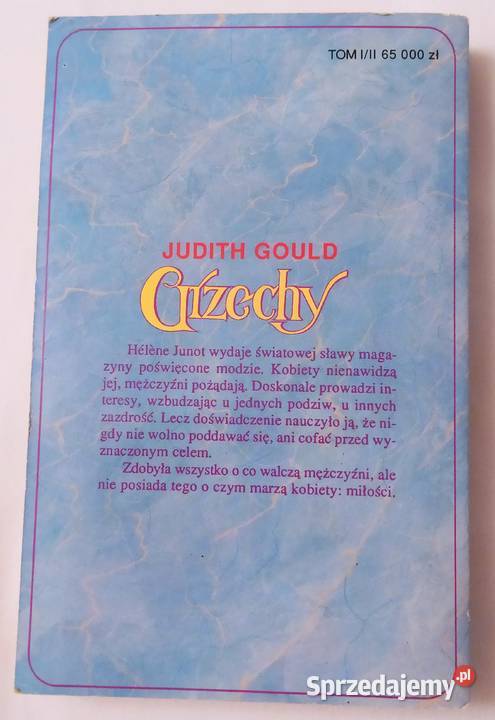 TOM I/II 65 000 zł
JUDITH GOULD
Grzechy
Hélène Junot wydaje światowej sławy maga-
zyny poświęcone modzie. Kobiety nienawidzą
jej, mężczyźni pożądają. Doskonale prowadzi in-
teresy, wzbudzając u jednych podziw, u innych
zazdrość. Lecz doświadczenie nauczyło ją, że ni-
gdy nie wolno poddawać się, ani cofać przed wy-
znaczonym celem.
Zdobyła wszystko o co walczą mężczyźni, ale
nie posiada tego o czym marzą kobiety: miłości.
Sprzedajemy.pl